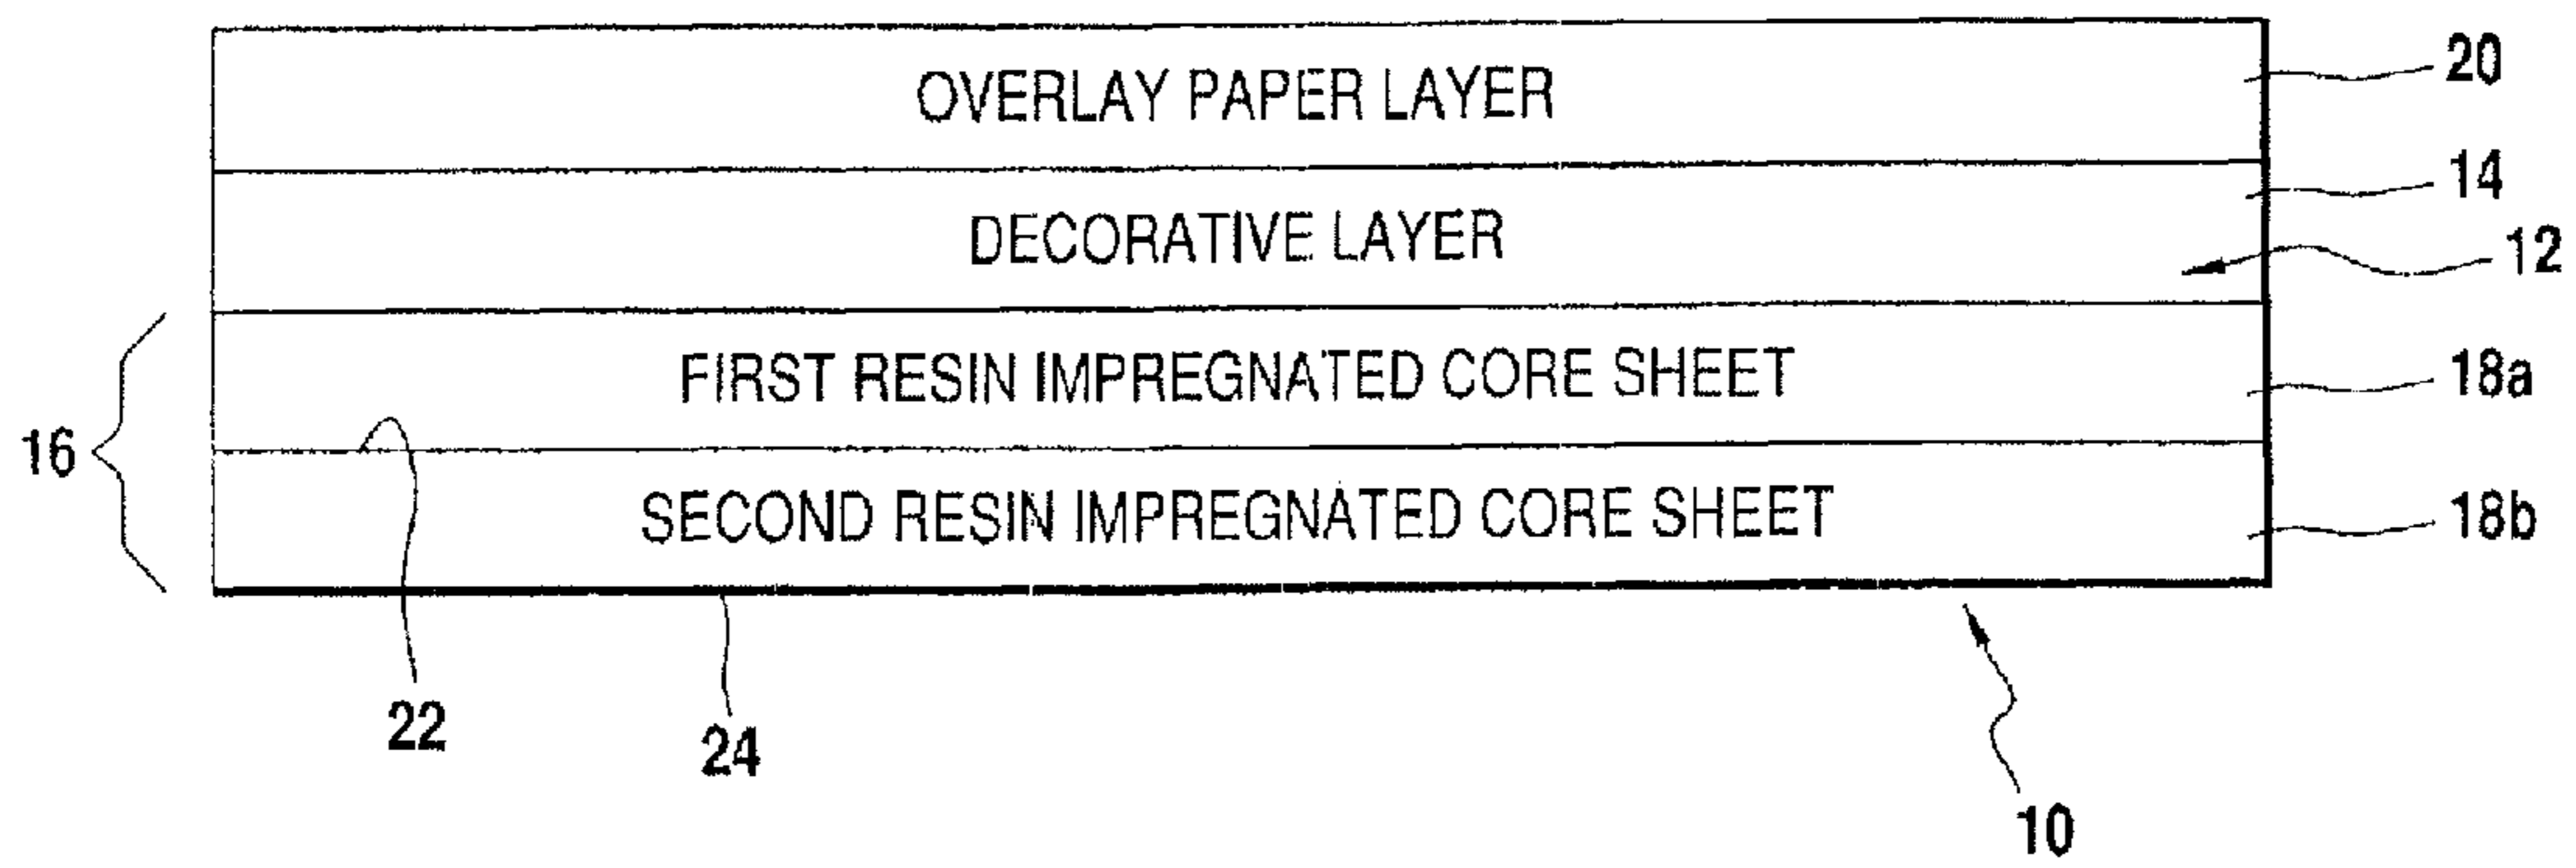 OVERLAY PAPER LAYER
20
DECORATIVE LAYER
14
12
FIRST RESIN IMPREGNATED CORE SHEET
18a
16
SECOND RESIN IMPREGNATED CORE SHEET
18b
22
24
10